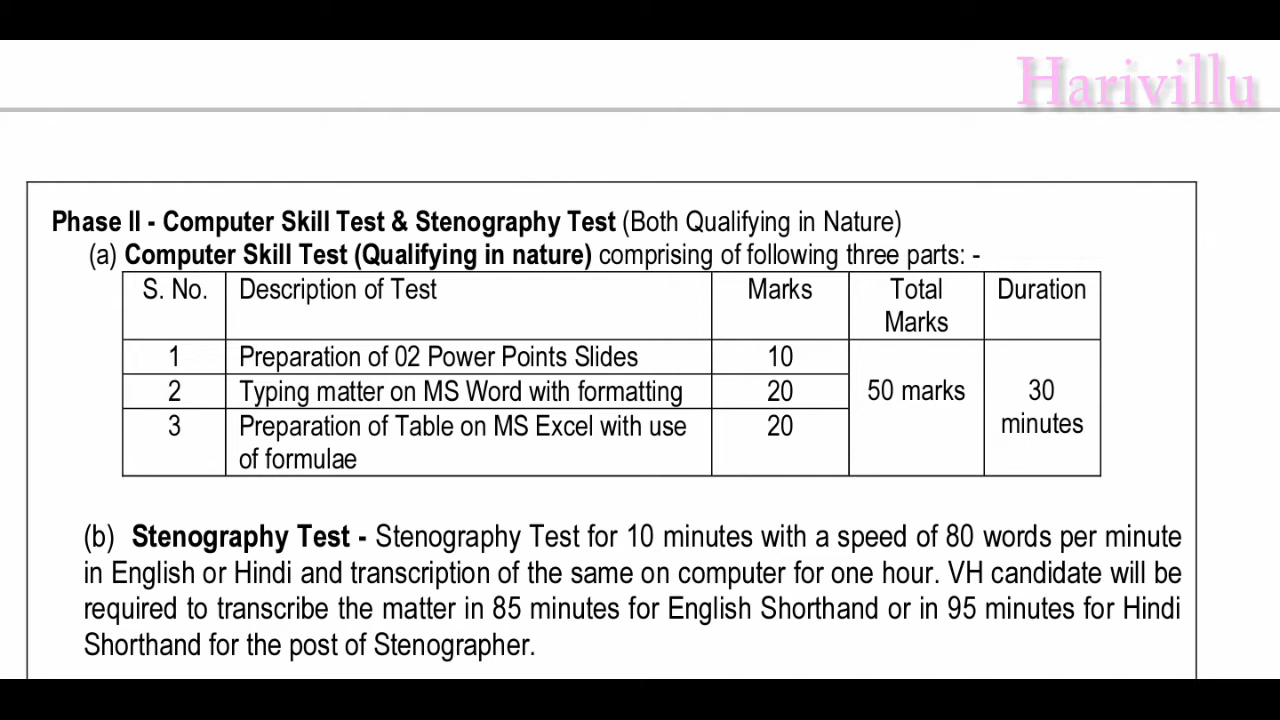 Harivillu
Phase II - Computer Skill Test & Stenography Test (Both Qualifying in Nature)
(a) Computer Skill Test (Qualifying in nature) comprising of following three parts: -
S. No. Description of Test Marks Total Marks Duration
1 Preparation of 02 Power Points Slides 10
2 Typing matter on MS Word with formatting 20 50 marks 30 minutes
3 Preparation of Table on MS Excel with use 20
of formulae
(b) Stenography Test - Stenography Test for 10 minutes with a speed of 80 words per minute
in English or Hindi and transcription of the same on computer for one hour. VH candidate will be
required to transcribe the matter in 85 minutes for English Shorthand or in 95 minutes for Hindi
Shorthand for the post of Stenographer.